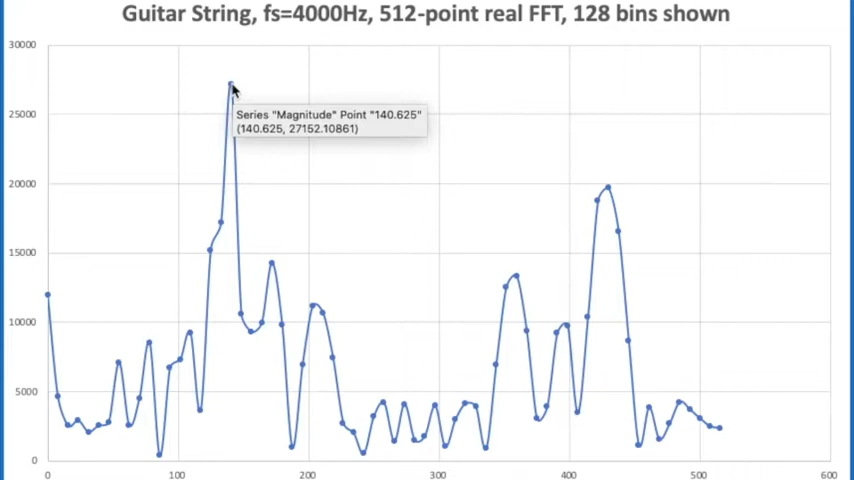 Guitar String, fs=4000Hz, 512-point real FFT, 128 bins shown
30000
25000
20000
15000
10000
5000
0
Series "Magnitude" Point "140.625"
(140.625, 27152.10861)
0 100 200 300 400 500 600